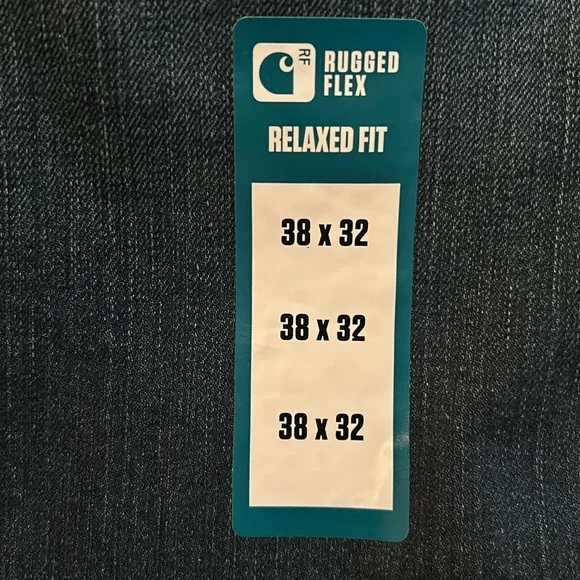 RF
RUGGED
FLEX
RELAXED FIT
38 x 32
38 x 32
38 x 32